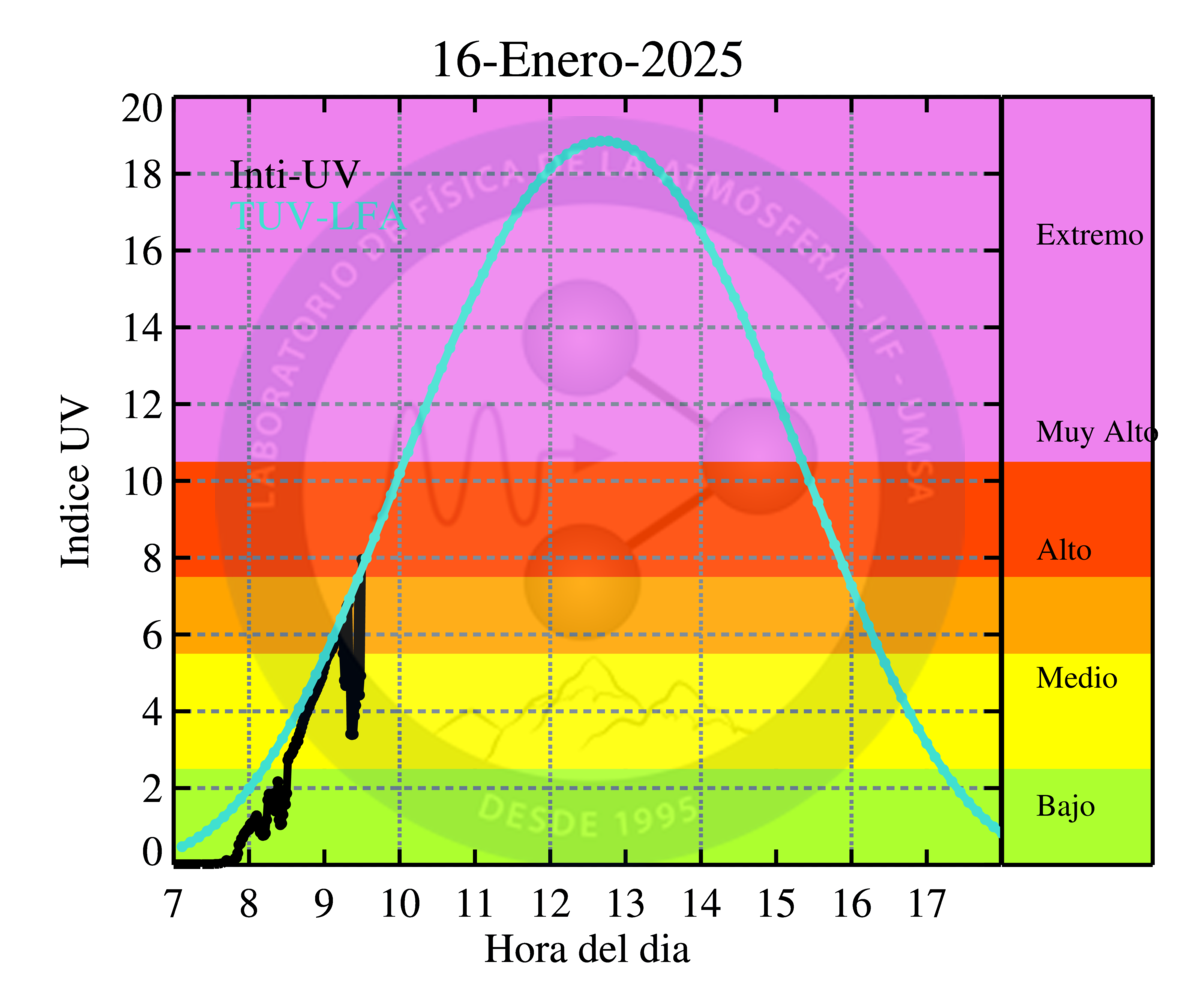 16-Enero-2025
20
18
16
14
12
10
8
6
4
2
0
Indice UV
Inti-UV
TUV-LFA
LABORATORIO DE FÍSICA DE LA ATMÓSFERA - IIF - UMSA
DESDE 1995
Extremo
Muy Alto
Alto
Medio
Bajo
7 8 9 10 11 12 13 14 15 16 17
Hora del dia